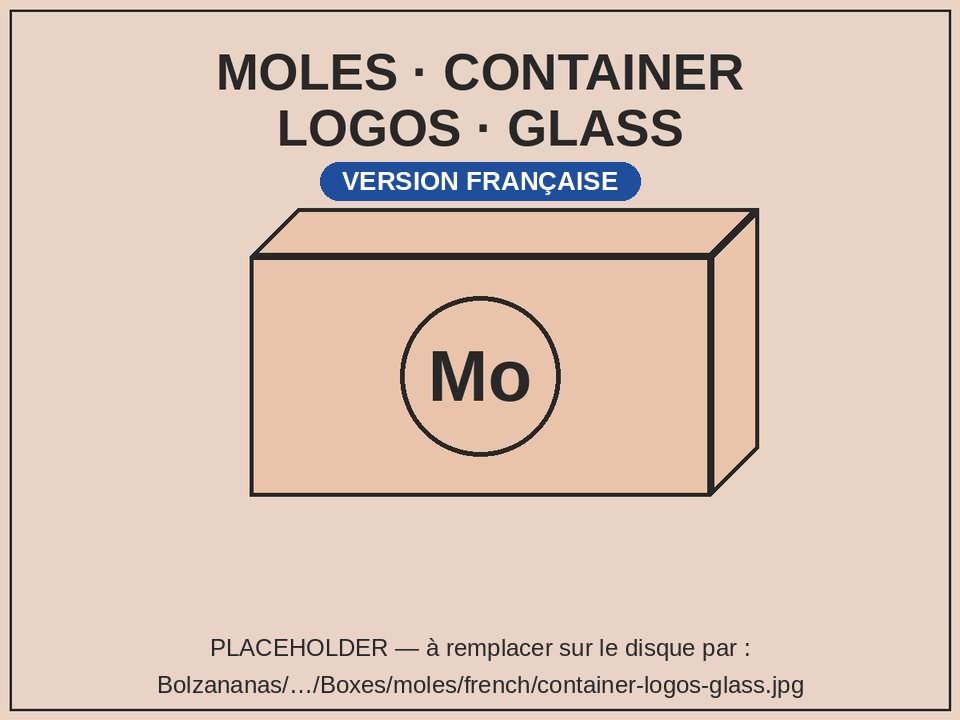 MOLES · CONTAINER
LOGOS · GLASS
VERSION FRANÇAISE
Mo
PLACEHOLDER — à remplacer sur le disque par :
Bolzananas/…/Boxes/moles/french/container-logos-glass.jpg